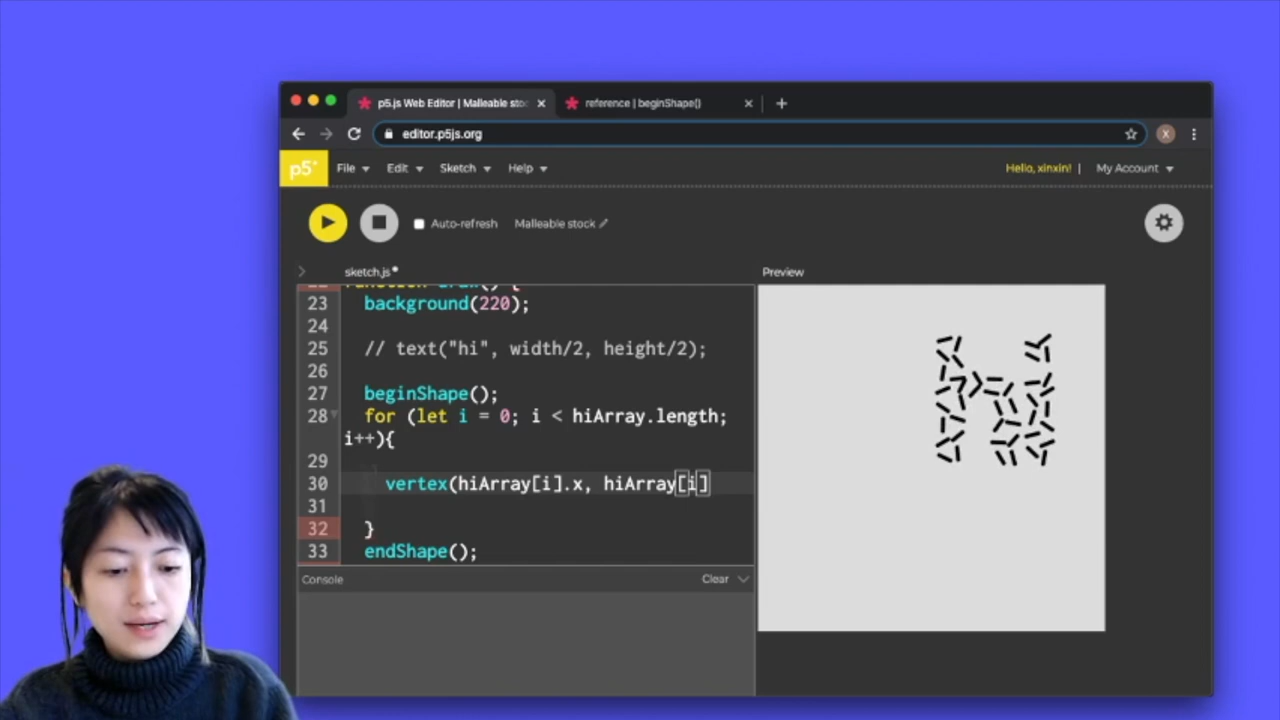 p5.js Web Editor | Malleable stoc
reference | beginShape()
editor.p5js.org
X
p5*
File
Edit
Sketch
Help
Hello, xinxin! |
My Account
Auto-refresh
Malleable stock
sketch.js
Preview
23 background(220);
24
25 // text("hi", width/2, height/2);
26
27 beginShape();
28 for (let i = 0; i < hiArray.length;
i++){
29
30 vertex(hiArray[i].x, hiArray[i]
31
32 }
33 endShape();
Console
Clear